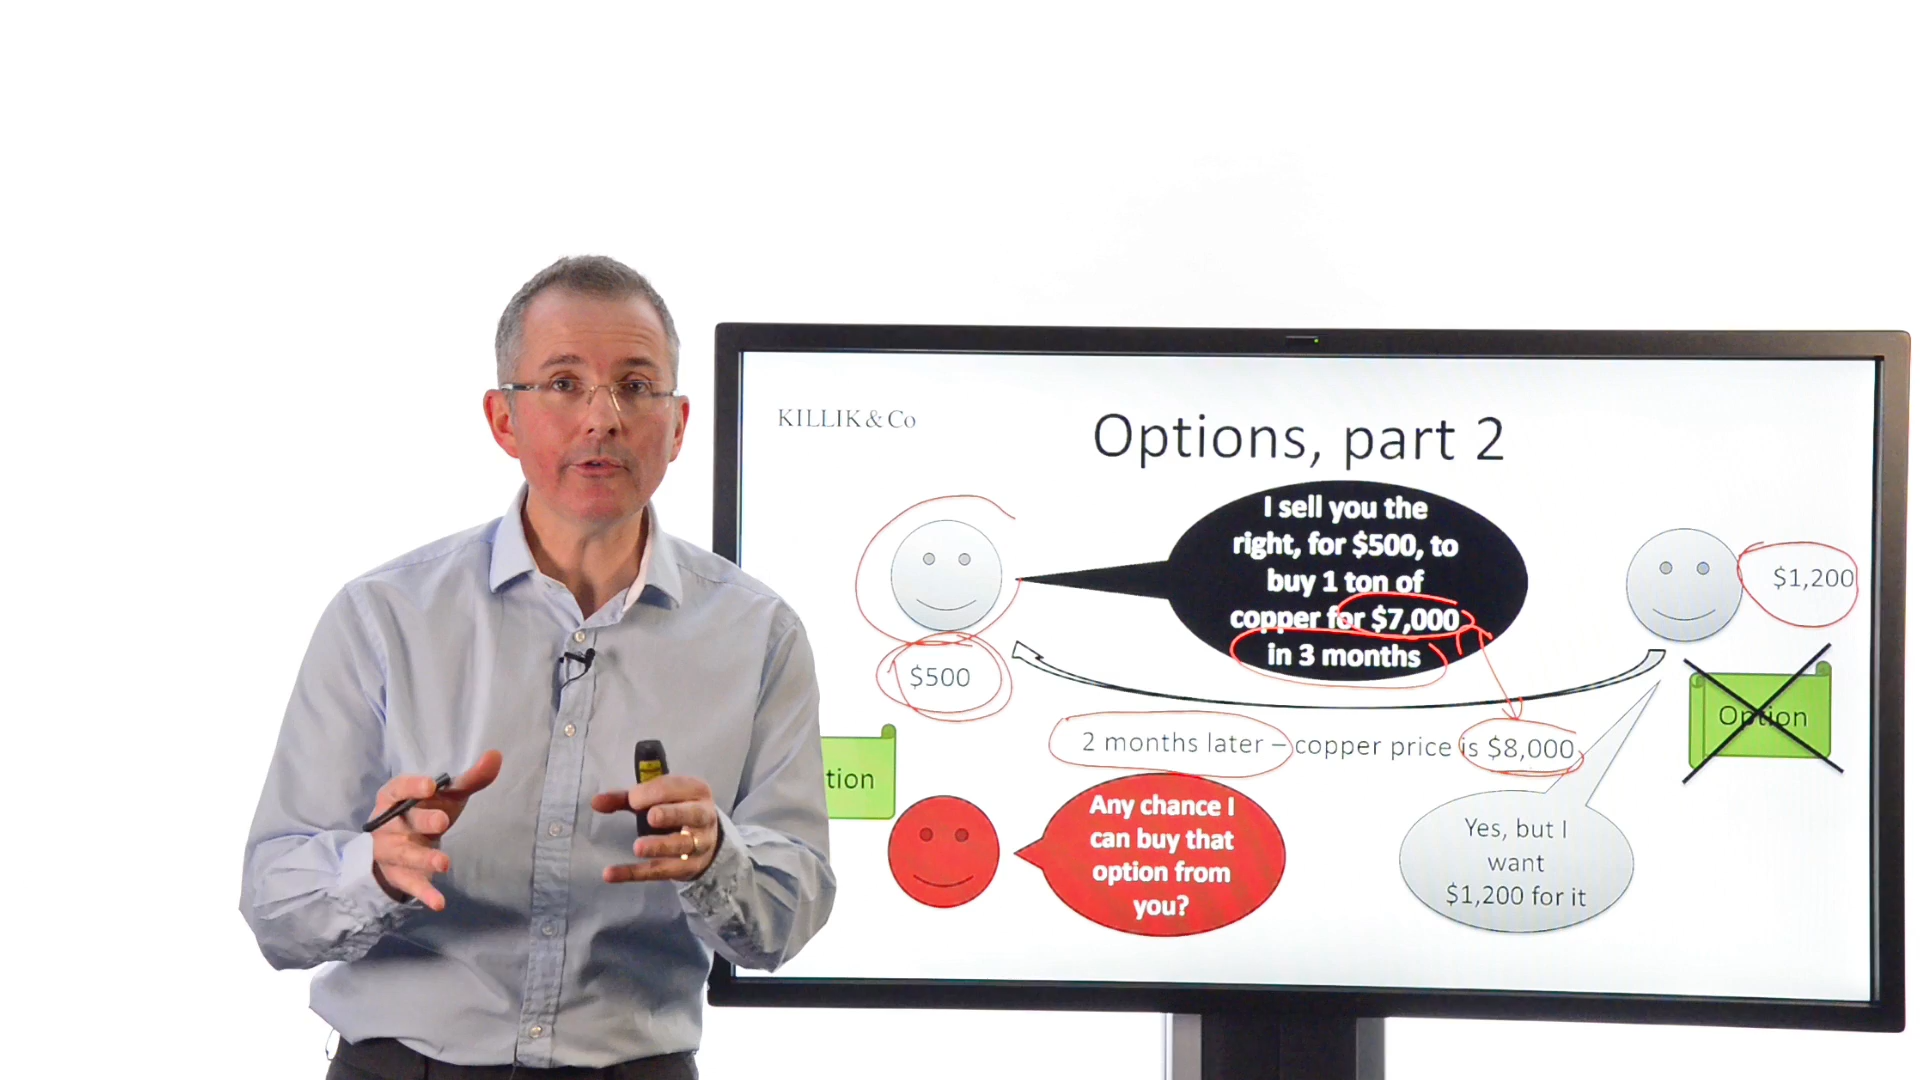 KILLIK & Co
Options, part 2
I sell you the
right, for $500, to
buy 1 ton of
copper for $7,000
in 3 months
$1,200
$500
Option
2 months later – copper price is $8,000
tion
Any chance I
can buy that
option from
you?
Yes, but I
want
$1,200 for it